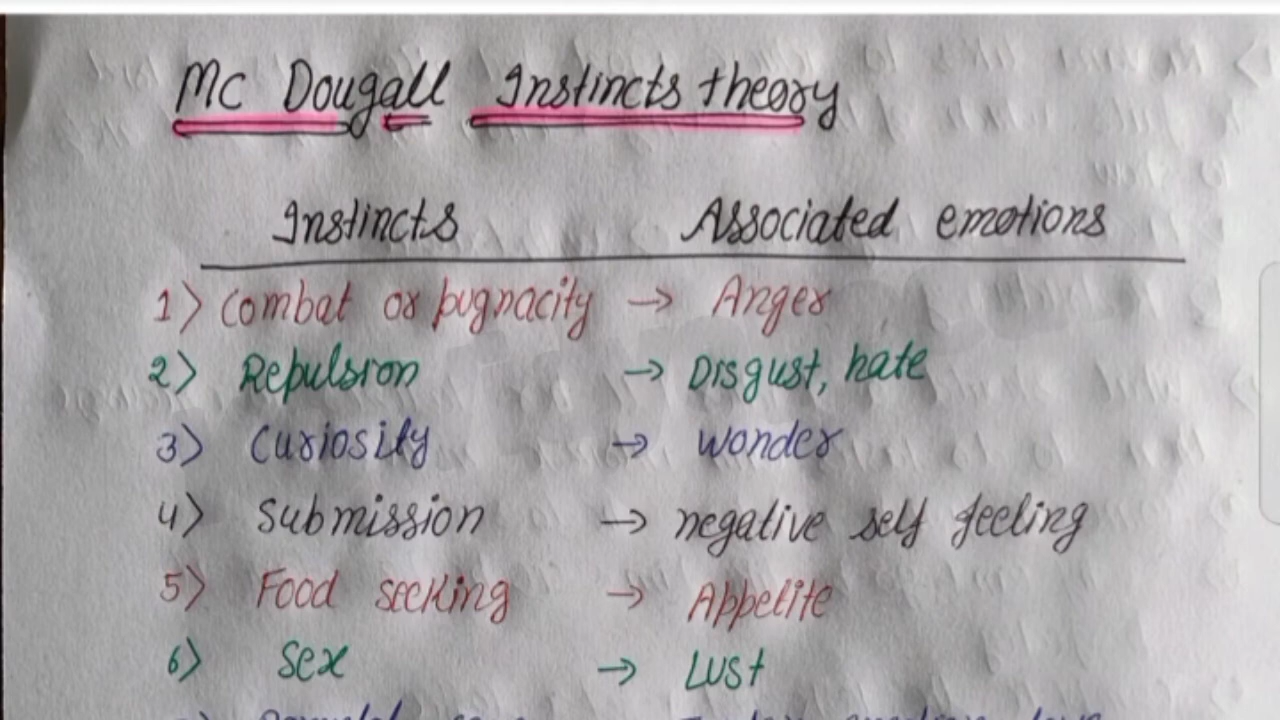 Mc Dougall Instincts theory
Instincts Associated emotions
1) Combat or pugnacity → Anger
2) Repulsion → Disgust, hate
3) Curiosity → wonder
4) Submission → negative self feeling
5) Food seeking → Appetite
6) Sex → Lust